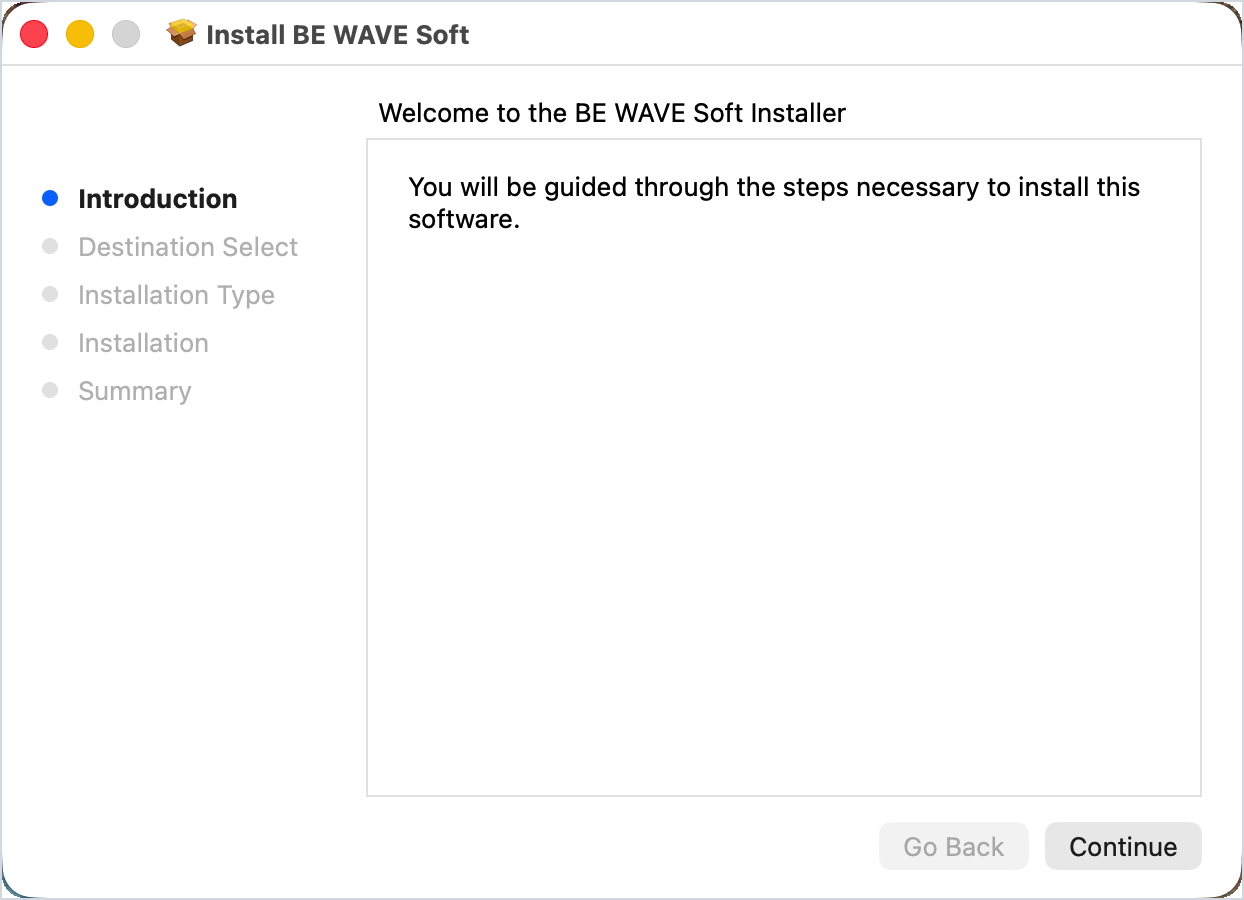 Install BE WAVE Soft
Welcome to the BE WAVE Soft Installer
Introduction
Destination Select
Installation Type
Installation
Summary
You will be guided through the steps necessary to install this
software.
Go Back
Continue